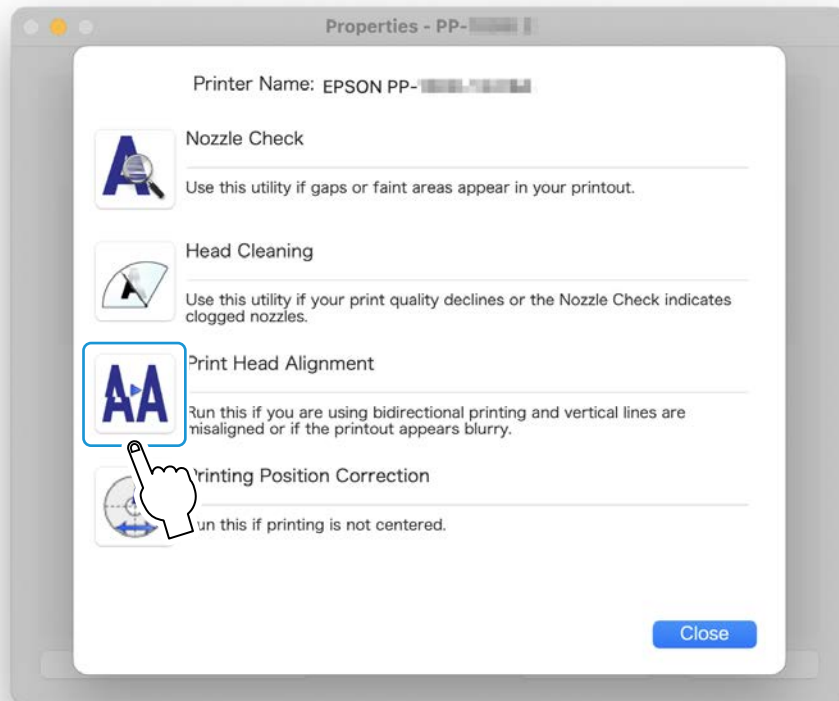 Properties - PP-
Printer Name: EPSON PP-
Nozzle Check
Use this utility if gaps or faint areas appear in your printout.
Head Cleaning
Use this utility if your print quality declines or the Nozzle Check indicates
clogged nozzles.
Print Head Alignment
Run this if you are using bidirectional printing and vertical lines are
misaligned or if the printout appears blurry.
Printing Position Correction
Run this if printing is not centered.
Close